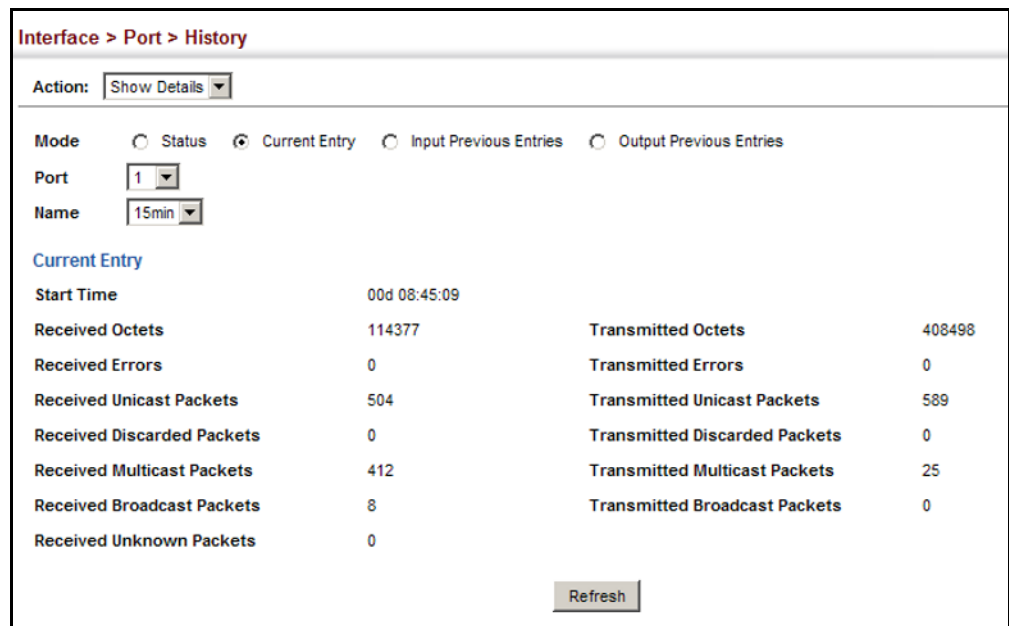 Interface > Port > History
Action: Show Details
Mode Status Current Entry Input Previous Entries Output Previous Entries
Port 1
Name 15min
Current Entry
Start Time 00d 08:45:09
Received Octets 114377 Transmitted Octets 408498
Received Errors 0 Transmitted Errors 0
Received Unicast Packets 504 Transmitted Unicast Packets 589
Received Discarded Packets 0 Transmitted Discarded Packets 0
Received Multicast Packets 412 Transmitted Multicast Packets 25
Received Broadcast Packets 8 Transmitted Broadcast Packets 0
Received Unknown Packets 0
Refresh